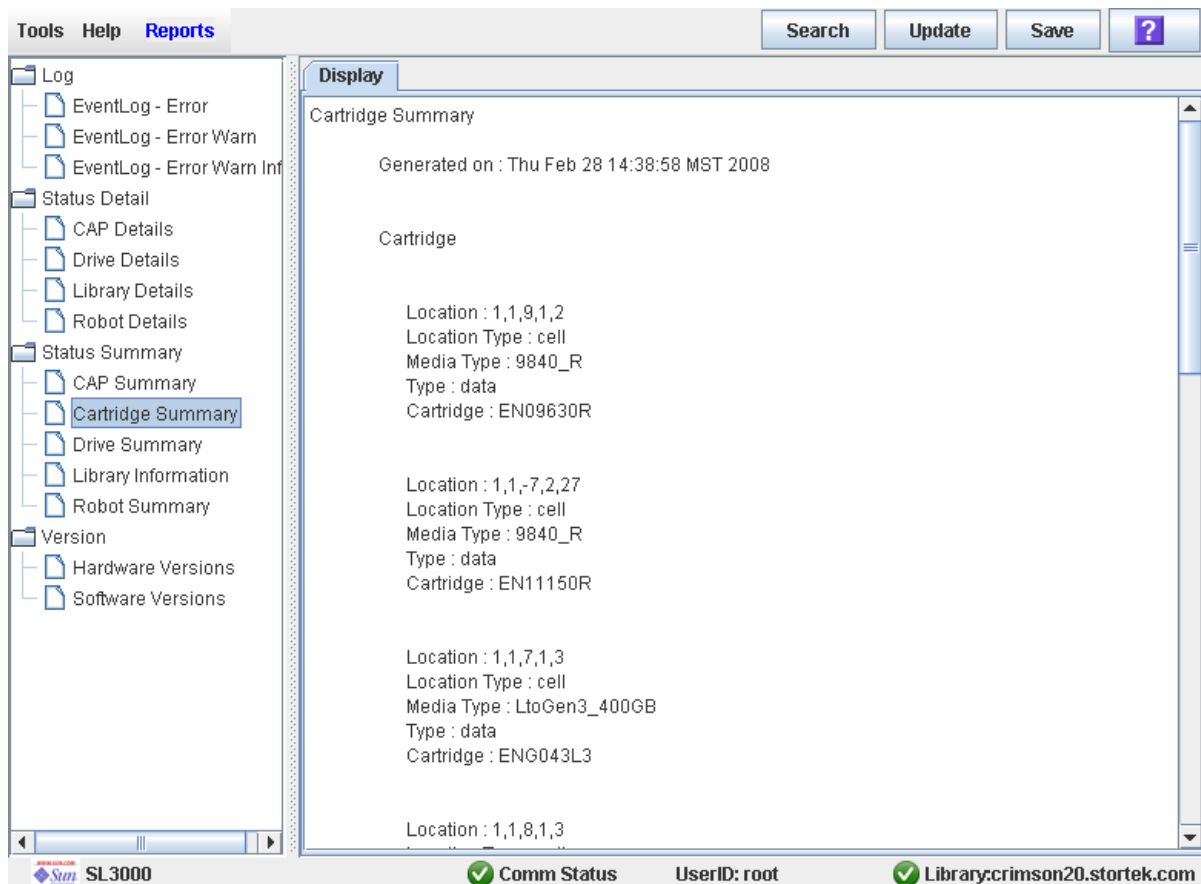 Tools Help Reports Search Update Save ?
Log
EventLog - Error
EventLog - Error Warn
EventLog - Error Warn Inf
Status Detail
CAP Details
Drive Details
Library Details
Robot Details
Status Summary
CAP Summary
Cartridge Summary
Drive Summary
Library Information
Robot Summary
Version
Hardware Versions
Software Versions
Display
Cartridge Summary
Generated on : Thu Feb 28 14:38:58 MST 2008
Cartridge
Location : 1,1,9,1,2
Location Type : cell
Media Type : 9840_R
Type : data
Cartridge : EN09630R
Location : 1,1,-7,2,27
Location Type : cell
Media Type : 9840_R
Type : data
Cartridge : EN11150R
Location : 1,1,7,1,3
Location Type : cell
Media Type : LtoGen3_400GB
Type : data
Cartridge : ENG043L3
Location : 1,1,8,1,3
Sun SL3000 Comm Status UserID: root Library:crimson20.stortek.com